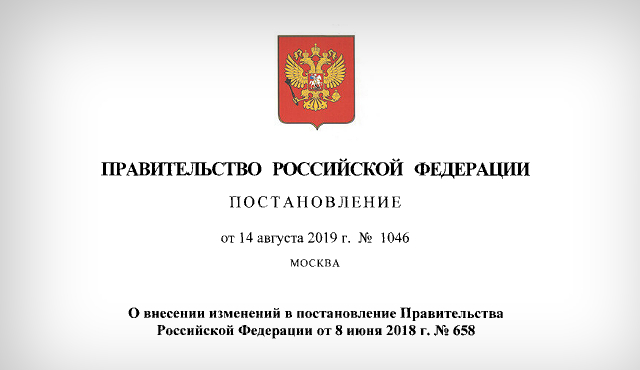 ПРАВИТЕЛЬСТВО РОССИЙСКОЙ ФЕДЕРАЦИИ
ПОСТАНОВЛЕНИЕ
от 14 августа 2019 г. № 1046
МОСКВА
О внесении изменений в постановление Правительства
Российской Федерации от 8 июня 2018 г. № 658